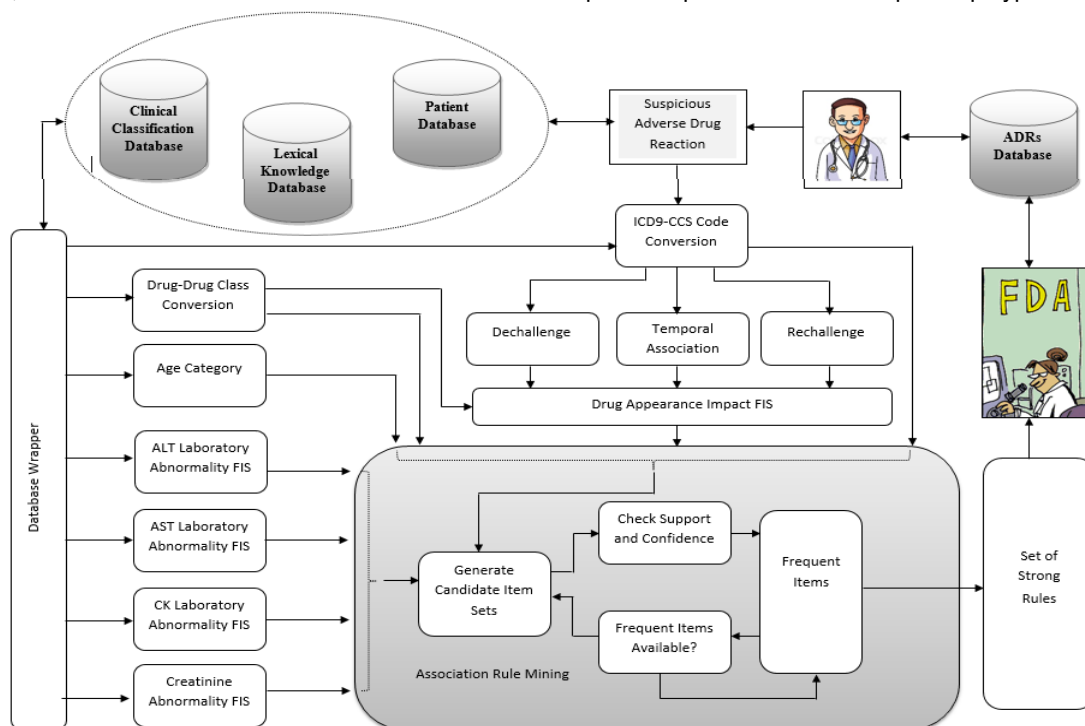 Clinical
Classification
Database
Lexical
Knowledge
Database
Patient
Database
Suspicious
Adverse Drug
Reaction
ADRs
Database
ICD9-CCS Code
Conversion
Drug-Drug Class
Conversion
Dechallenge
Temporal
Association
Rechallenge
FDA
Age Category
Drug Appearance Impact FIS
Database Wrapper
ALT Laboratory
Abnormality FIS
AST Laboratory
Abnormality FIS
CK Laboratory
Abnormality FIS
Creatinine
Abnormality FIS
Generate
Candidate Item
Sets
Check Support
and Confidence
Frequent Items
Available?
Frequent
Items
Association Rule Mining
Set of
Strong
Rules